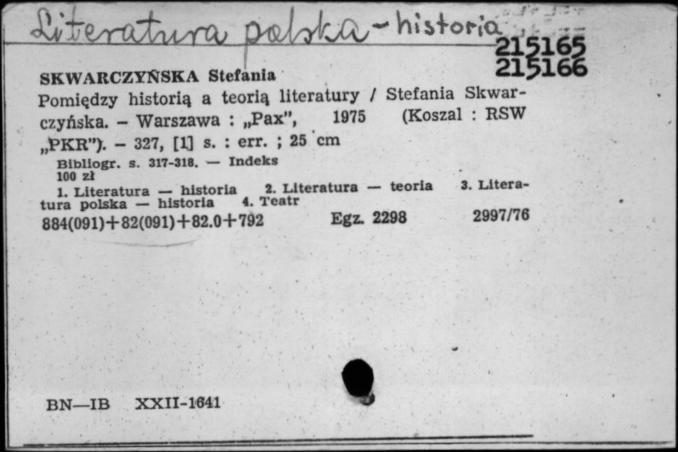 Literatura polska - historia
215165
215166
SKWARCZYŃSKA Stefania
Pomiędzy historią a teorią literatury / Stefania Skwar-
czyńska. – Warszawa : „Pax”, 1975 (Koszal : RSW
„PKR”). – 327, [1] s. : err. ; 25 cm
Bibliogr. s. 317-318. — Indeks
100 zł
1. Literatura — historia 2. Literatura — teoria 3. Litera-
tura polska — historia 4. Teatr
884(091)+82(091)+82.0+792 Egz. 2298 2997/76
BN—IB XXII-1641